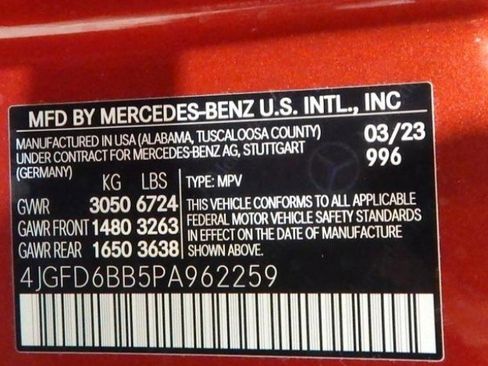 MFD BY MERCEDES-BENZ U.S. INTL., INC
MANUFACTURED IN USA (ALABAMA, TUSCALOOSA COUNTY) 03/23
UNDER CONTRACT FOR MERCEDES-BENZ AG, STUTTGART 996
(GERMANY)
KG LBS TYPE: MPV
GVWR 3050 6724 THIS VEHICLE CONFORMS TO ALL APPLICABLE
GAWR FRONT 1480 3263 FEDERAL MOTOR VEHICLE SAFETY STANDARDS
GAWR REAR 1650 3638 IN EFFECT ON THE DATE OF MANUFACTURE
SHOWN ABOVE.
4JGFD6BB5PA962259